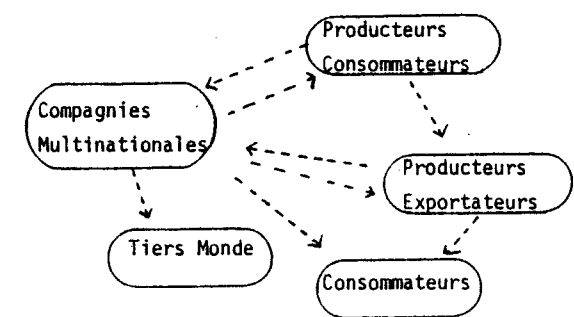 Producteurs
Consommateurs
Compagnies
Multinationales
Producteurs
Exportateurs
Tiers Monde
Consommateurs